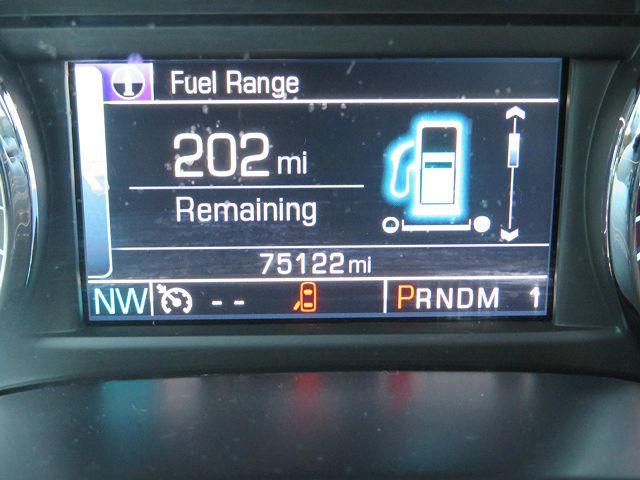 Fuel Range
202 mi
Remaining
75122 mi
NW -- PRNDM 1